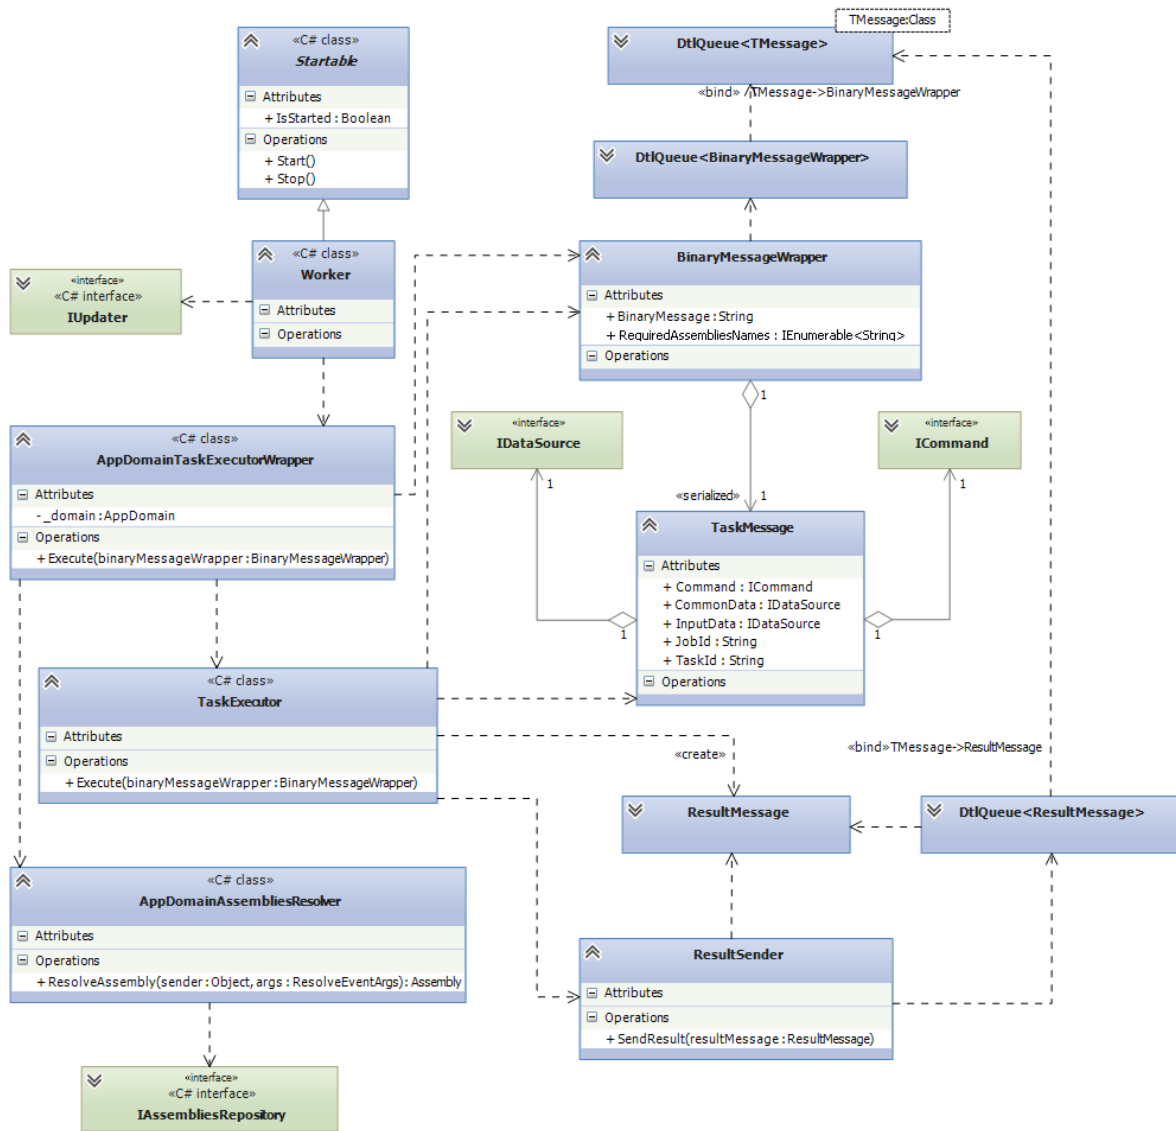 «C# class»
Startable
Attributes
+ IsStarted : Boolean
Operations
+ Start()
+ Stop()
TMessage:Class
DtlQueue<TMessage>
«bind» TMessage->BinaryMessageWrapper
DtlQueue<BinaryMessageWrapper>
«C# class»
Worker
Attributes
Operations
«interface»
«C# interface»
IUpdater
BinaryMessageWrapper
Attributes
+ BinaryMessage : String
+ RequiredAssembliesNames : IEnumerable<String>
Operations
1
«interface»
IDataSource
1
«interface»
ICommand
1
«C# class»
AppDomainTaskExecutorWrapper
Attributes
- _domain : AppDomain
Operations
+ Execute(binaryMessageWrapper : BinaryMessageWrapper)
«serialized»
1
TaskMessage
Attributes
+ Command : ICommand
+ CommonData : IDataSource
+ InputData : IDataSource
+ JobId : String
+ TaskId : String
Operations
1
1
«C# class»
TaskExecutor
Attributes
Operations
+ Execute(binaryMessageWrapper : BinaryMessageWrapper)
«create»
«bind» TMessage->ResultMessage
ResultMessage
DtlQueue<ResultMessage>
«C# class»
AppDomainAssembliesResolver
Attributes
Operations
+ ResolveAssembly(sender : Object, args : ResolveEventArgs) : Assembly
ResultSender
Attributes
Operations
+ SendResult(resultMessage : ResultMessage)
«interface»
«C# interface»
IAssembliesRepository